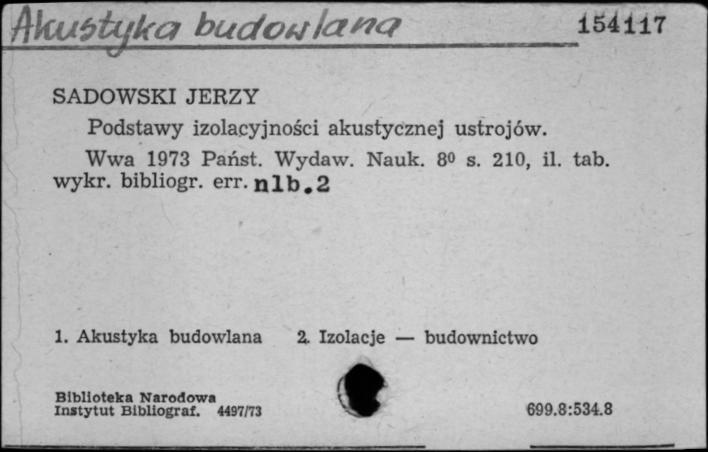 Akustyka budowlana 154117
SADOWSKI JERZY
Podstawy izolacyjności akustycznej ustrojów.
Wwa 1973 Państ. Wydaw. Nauk. 8⁰ s. 210, il. tab.
wykr. bibliogr. err. nlb.2
1. Akustyka budowlana 2. Izolacje — budownictwo
Biblioteka Narodowa
Instytut Bibliograf. 4497/73 699.8:534.8